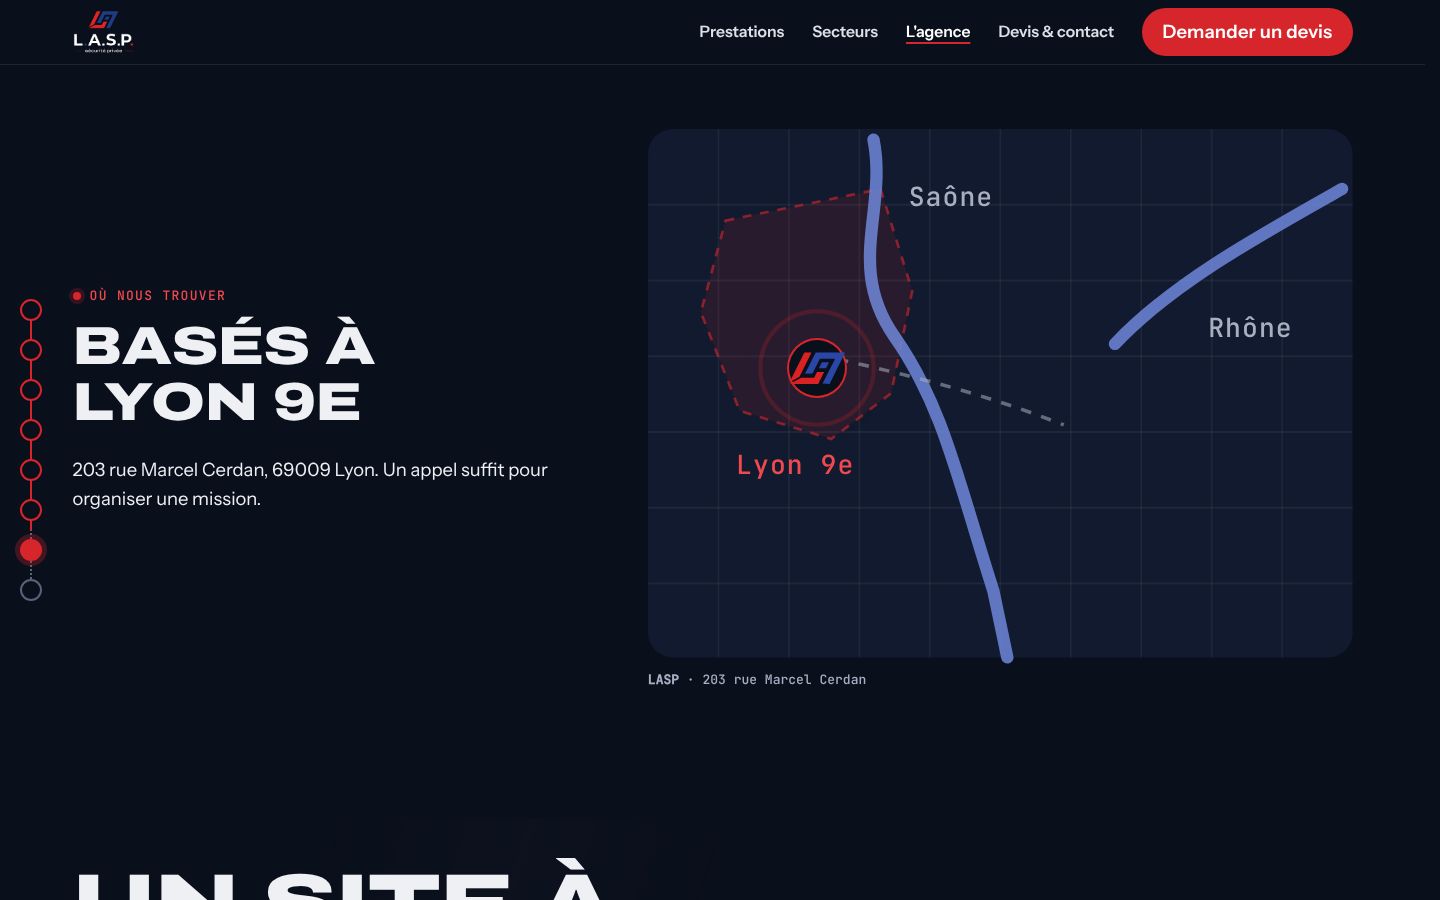 L.A.S.P.
sécurité privée
Prestations
Secteurs
L'agence
Devis & contact
Demander un devis
OÙ NOUS TROUVER
BASÉS À
LYON 9E
203 rue Marcel Cerdan, 69009 Lyon. Un appel suffit pour
organiser une mission.
Saône
Rhône
Lyon 9e
LASP · 203 rue Marcel Cerdan
UN SITE À